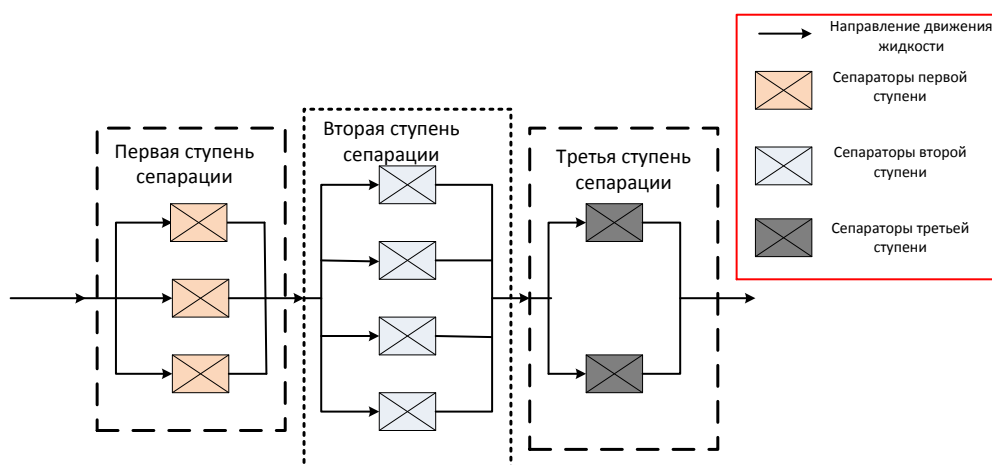 Первая ступень
сепарации
Вторая ступень
сепарации
Третья ступень
сепарации
Направление движения
жидкости
Сепараторы первой
ступени
Сепараторы второй
ступени
Сепараторы третьей
ступени